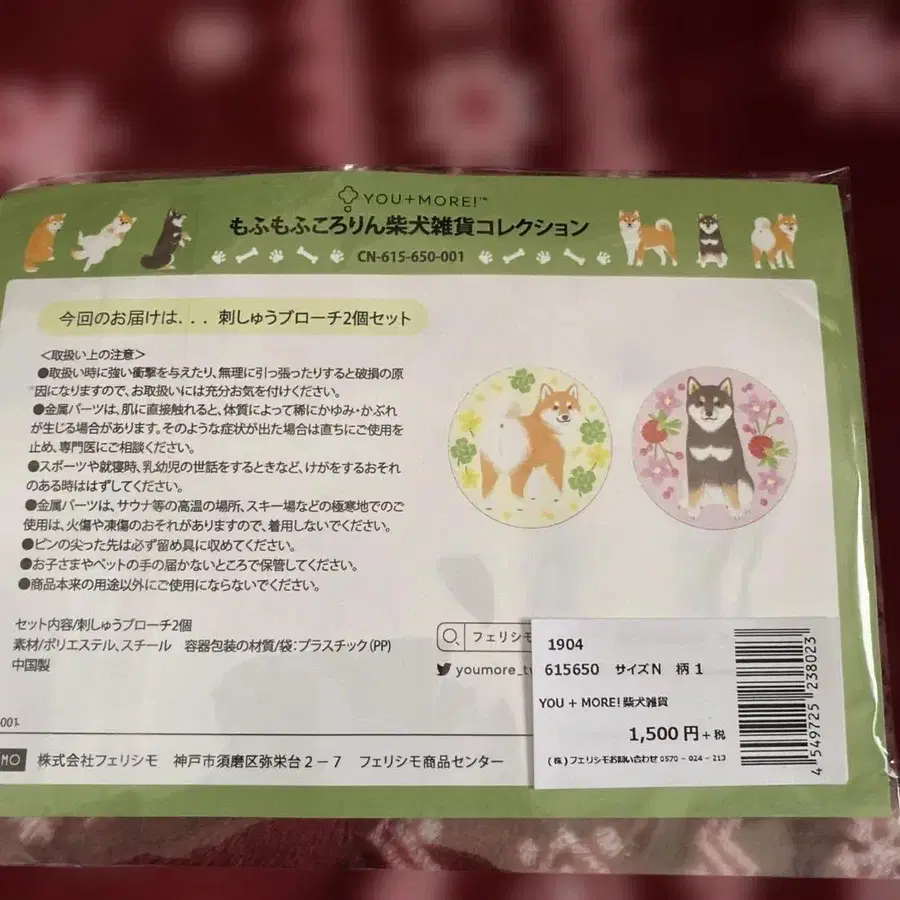 YOU+MORE!™
もふもふころりん柴犬雑貨コレクション
CN-615-650-001
今回のお届けは...刺しゅうブローチ2個セット
<取扱い上の注意>
●取扱い時に強い衝撃を与えたり、無理に引っ張ったりすると破損の原
因になりますので、お取扱いには充分お気を付けください。
●金属パーツは、肌に直接触れると、体質によって稀にかゆみ・かぶれ
が生じる場合があります。そのような症状が出た場合は直ちにご使用を
止め、専門医にご相談ください。
●スポーツや就寝時、乳幼児の世話をするときなど、けがをするおそれ
のある時ははずしてください。
●金属パーツは、サウナ等の高温の場所、スキー場などの極寒地でのご
使用は、火傷や凍傷のおそれがありますので、着用しないでください。
●ピンの尖った先は必ず留め具に収めてください。
●お子さまやペットの手の届かないところで保管してください。
●商品本来の用途以外にご使用にならないでください。
セット内容/刺しゅうブローチ2個
素材/ポリエステル、スチール 容器包装の材質/袋:プラスチック(PP)
中国製
フェリシモ
youmore_tw
001
MO 株式会社フェリシモ 神戸市須磨区弥栄台2-7 フェリシモ商品センター
1904
615650 サイズN 柄 1
YOU + MORE! 柴犬雑貨
1,500円+税
(株)フェリシモお問い合わせ 0570-024-213
4 549725 238023